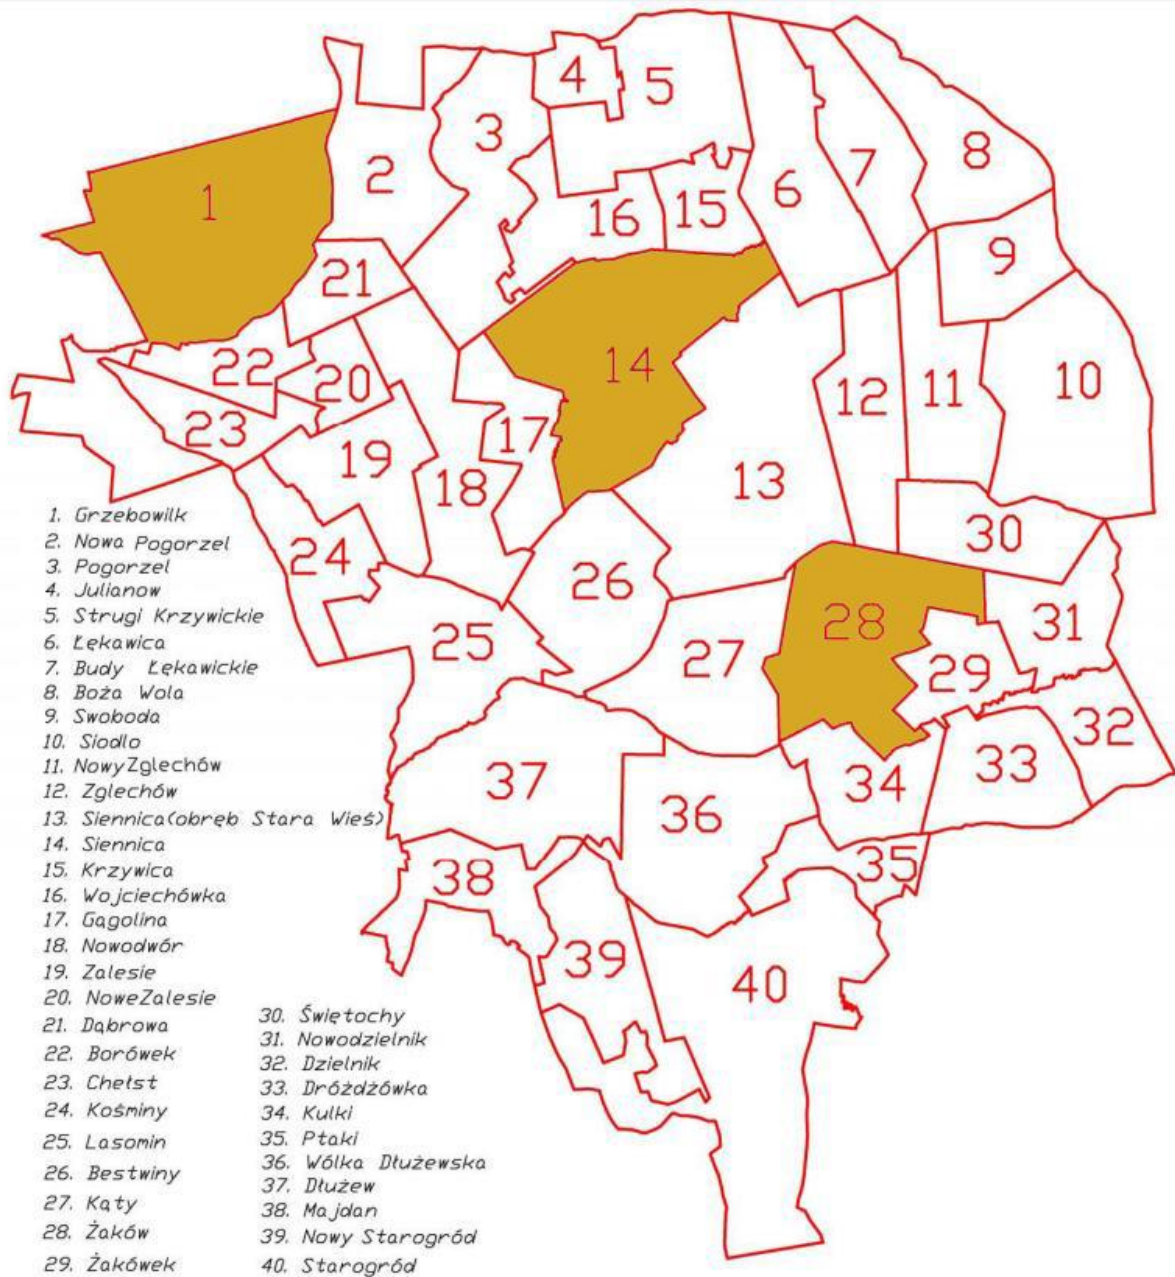 1
2
3
4
5
6
7
8
9
10
11
12
13
14
15
16
17
18
19
20
21
22
23
24
25
26
27
28
29
30
31
32
33
34
35
36
37
38
39
40
1. Grzebowilk
2. Nowa Pogorzel
3. Pogorzel
4. Julianow
5. Strugi Krzywickie
6. Łękawica
7. Budy Łękawickie
8. Boża Wola
9. Swoboda
10. Siodlo
11. NowyZglechów
12. Zglechów
13. Siennica(obręb Stara Wieś)
14. Siennica
15. Krzywica
16. Wojciechówka
17. Gągolina
18. Nowodwór
19. Zalesie
20. NoweZalesie
21. Dąbrowa
22. Borówek
23. Chełst
24. Kośminy
25. Lasomin
26. Bestwiny
27. Kąty
28. Żaków
29. Żakówek
30. Świętochy
31. Nowodzielnik
32. Dzielnik
33. Dróżdżówka
34. Kulki
35. Ptaki
36. Wólka Dłużewska
37. Dłużew
38. Majdan
39. Nowy Starogród
40. Starogród